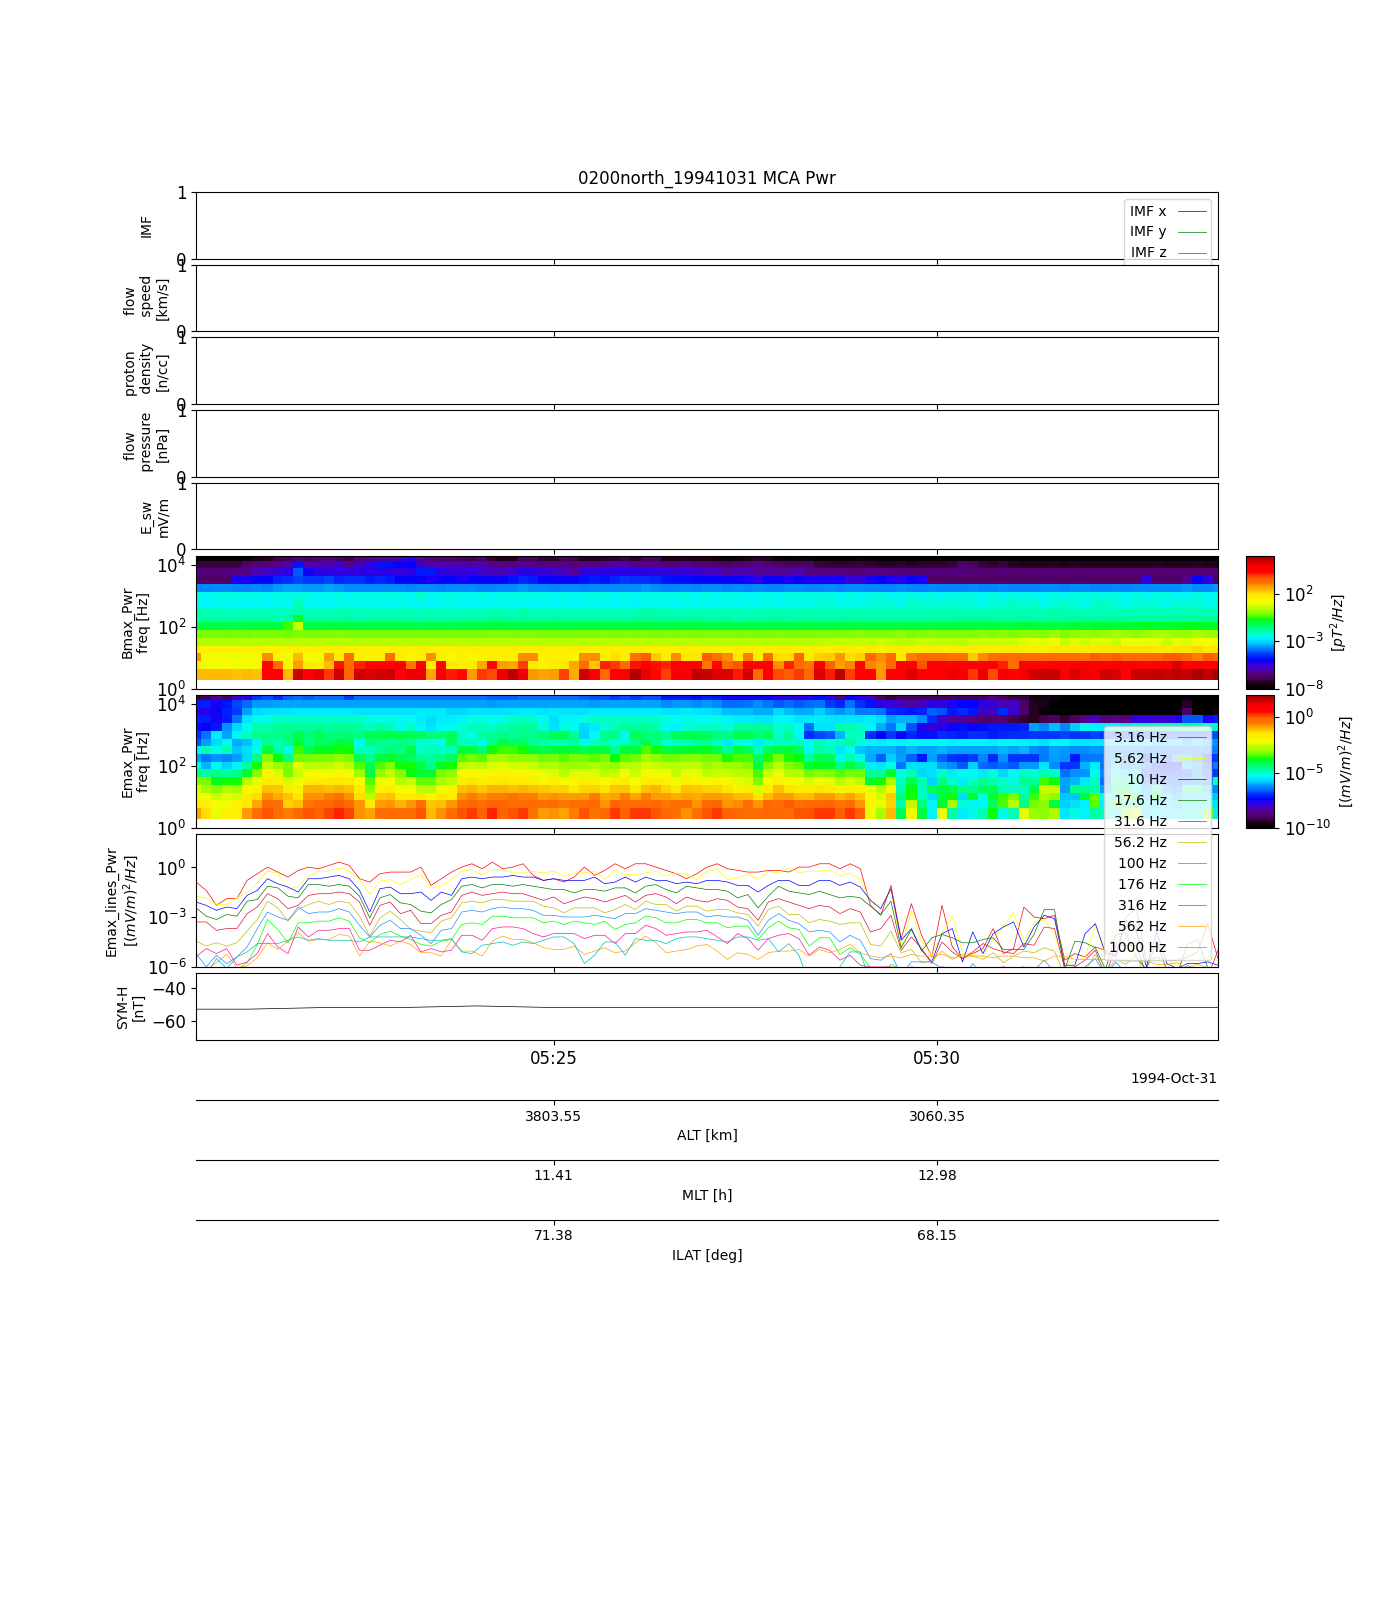 0200north_19941031 MCA Pwr
1
0
IMF
IMF x
IMF y
IMF z
1
0
flow
speed
[km/s]
1
0
proton
density
[n/cc]
1
0
flow
pressure
[nPa]
1
0
E_sw
mV/m
10^4
10^2
10^0
Bmax_Pwr
freq [Hz]
10^2
10^-3
10^-8
[pT^2/Hz]
10^4
10^2
10^0
Emax_Pwr
freq [Hz]
10^0
10^-5
10^-10
[(mV/m)^2/Hz]
3.16 Hz
5.62 Hz
10 Hz
17.6 Hz
31.6 Hz
56.2 Hz
100 Hz
176 Hz
316 Hz
562 Hz
1000 Hz
10^0
10^-3
10^-6
Emax_lines_Pwr
[(mV/m)^2/Hz]
−40
−60
SYM-H
[nT]
05:25 05:30
1994-Oct-31
3803.55 3060.35
ALT [km]
11.41 12.98
MLT [h]
71.38 68.15
ILAT [deg]